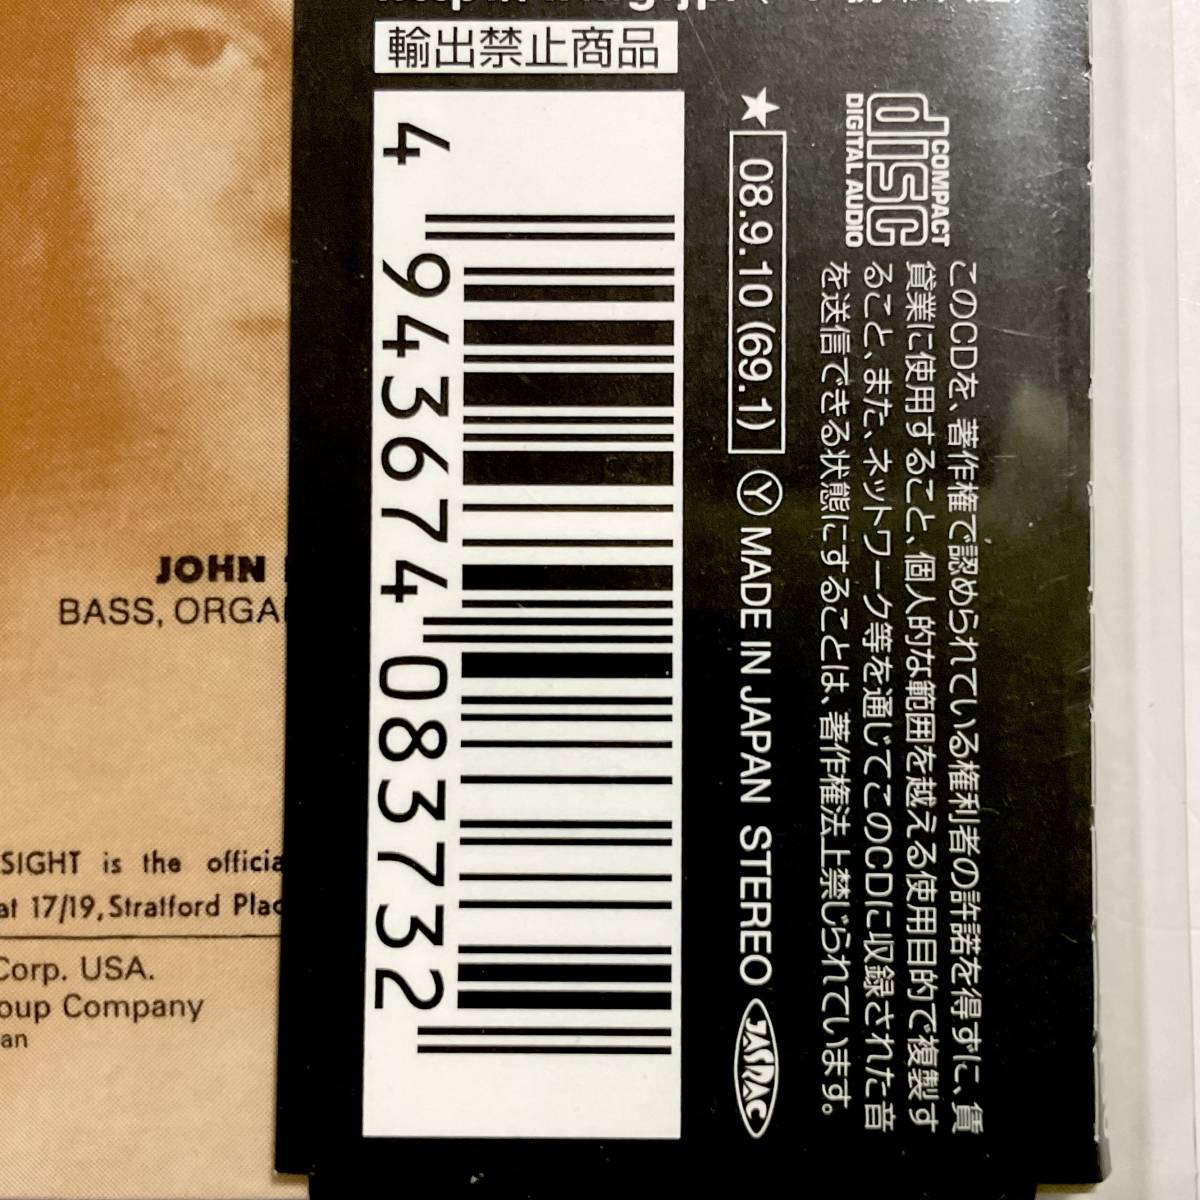 輸出禁止商品
4 943674 083732
★ 08.9.10 (69.1) Ⓨ MADE IN JAPAN STEREO JASRAC
COMPACT
disc
DIGITAL AUDIO
このCDを、著作権で認められている権利者の許諾を得ずに、賃
貸業に使用すること、個人的な範囲を越える使用目的で複製す
ること、また、ネットワーク等を通じてこのCDに収録された音
を送信できる状態にすることは、著作権法上禁じられています。
JOHN
BASS, ORGA
SIGHT is the officia
at 17/19, Stratford Plac
Corp. USA.
oup Company
an